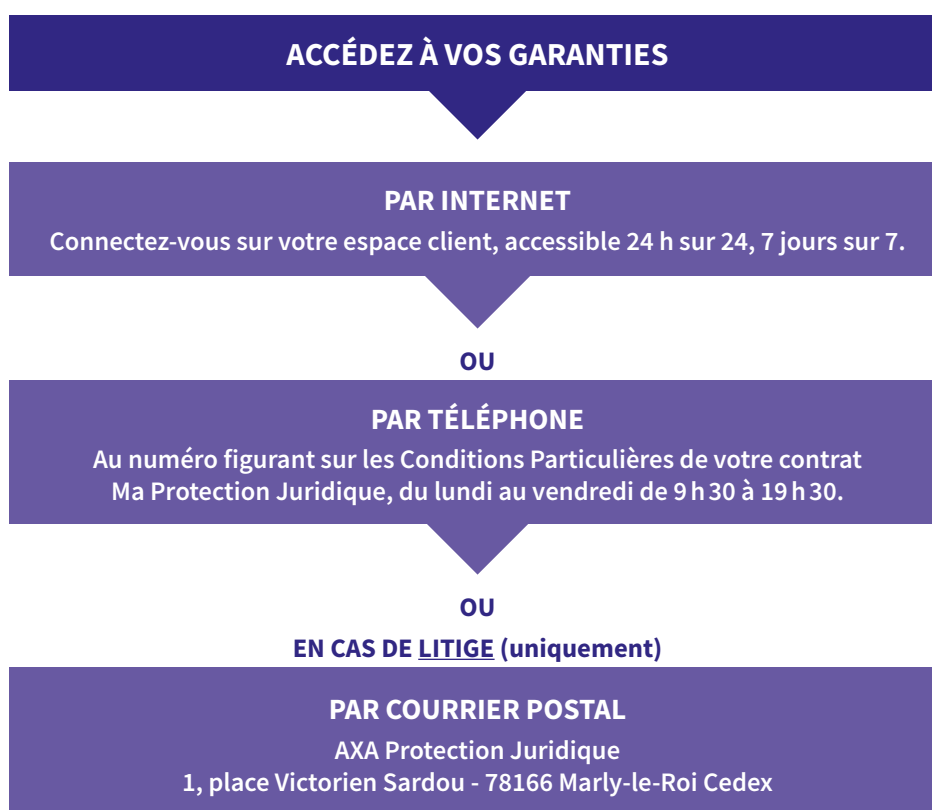 ACCÉDEZ À VOS GARANTIES
PAR INTERNET
Connectez-vous sur votre espace client, accessible 24 h sur 24, 7 jours sur 7.
OU
PAR TÉLÉPHONE
Au numéro figurant sur les Conditions Particulières de votre contrat
Ma Protection Juridique, du lundi au vendredi de 9 h 30 à 19 h 30.
OU
EN CAS DE LITIGE (uniquement)
PAR COURRIER POSTAL
AXA Protection Juridique
1, place Victorien Sardou - 78166 Marly-le-Roi Cedex